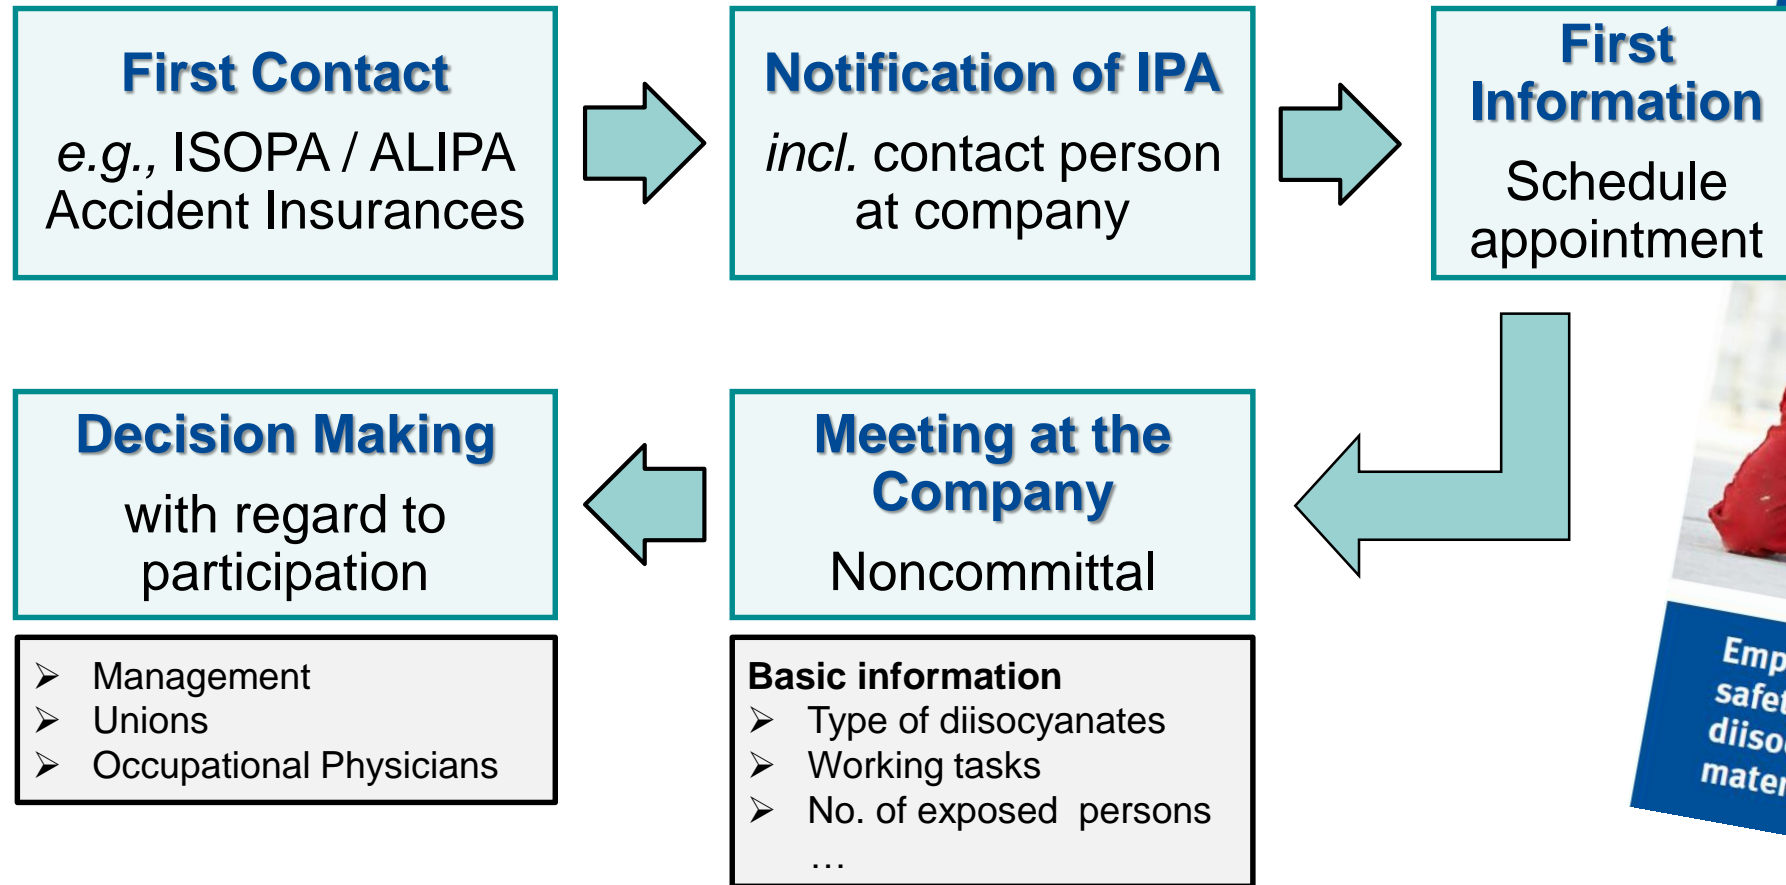 First Contact
e.g., ISOPA / ALIPA
Accident Insurances
Notification of IPA
incl. contact person
at company
First
Information
Schedule
appointment
Decision Making
with regard to
participation
Meeting at the
Company
Noncommittal
➢ Management
➢ Unions
➢ Occupational Physicians
Basic information
➢ Type of diisocyanates
➢ Working tasks
➢ No. of exposed persons
…